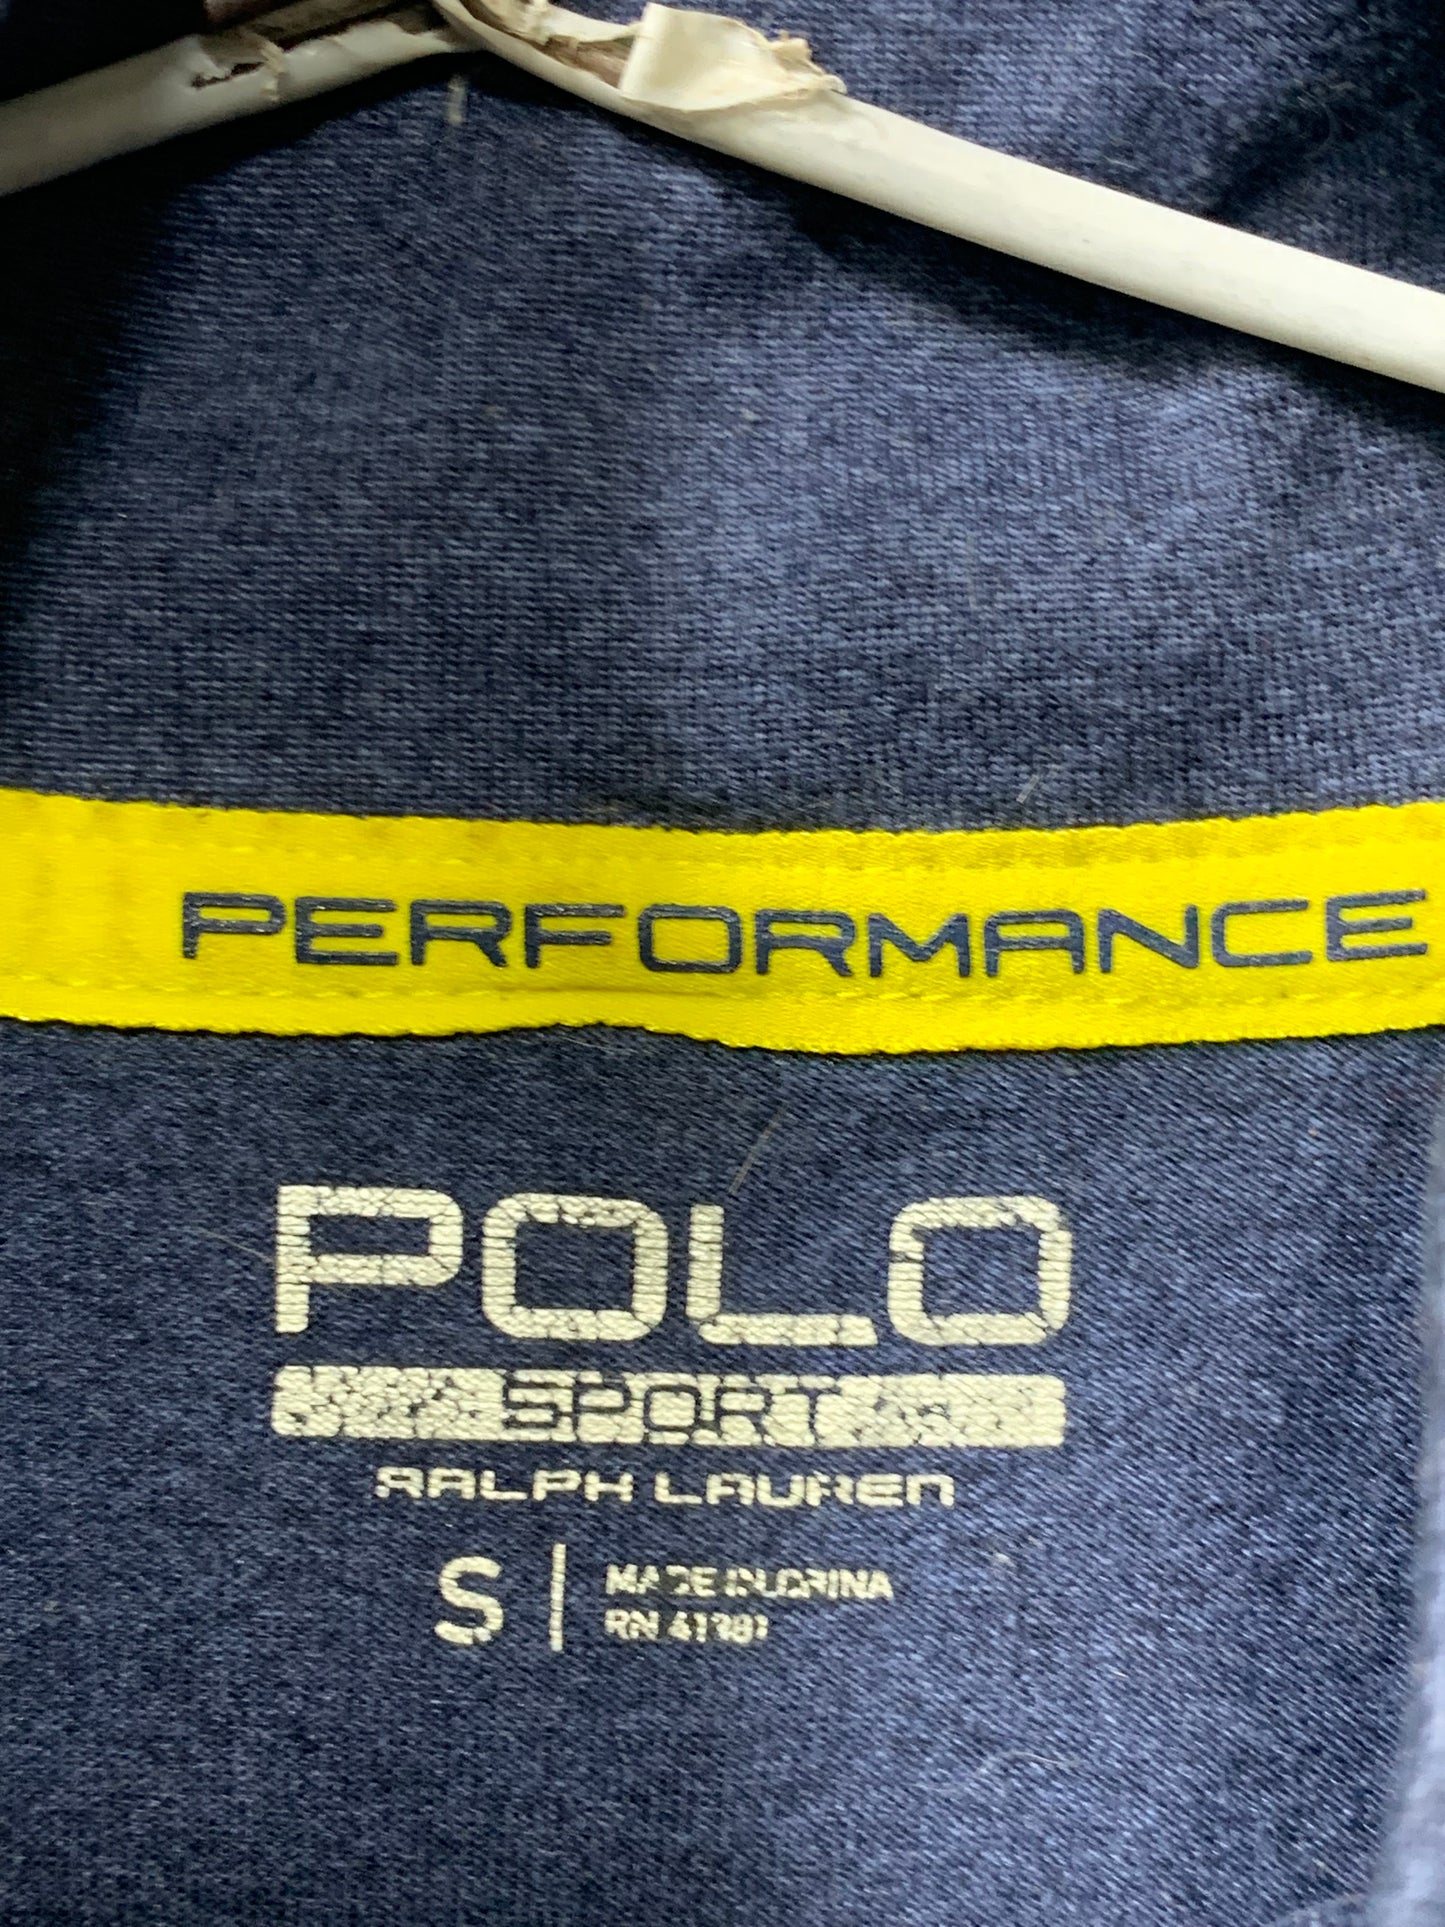 PERFORMANCE
POLO
SPORT
RALPH LAUREN
S
MADE IN CHINA
RN 41381